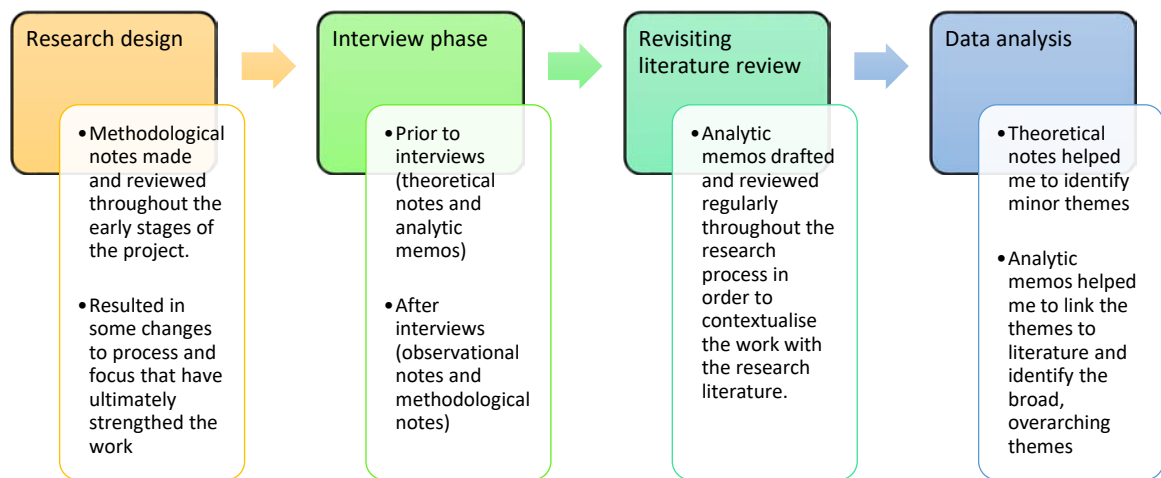 Research design
• Methodological
notes made
and reviewed
throughout the
early stages of
the project.
• Resulted in
some changes
to process and
focus that have
ultimately
strengthed the
work
Interview phase
• Prior to
interviews
(theoretical
notes and
analytic
memos)
• After
interviews
(observational
notes and
methodological
notes)
Revisiting
literature review
• Analytic
memos drafted
and reviewed
regularly
throughout the
research
process in
order to
contextualise
the work with
the research
literature.
Data analysis
• Theoretical
notes helped
me to identify
minor themes
• Analytic
memos helped
me to link the
themes to
literature and
identify the
broad,
overarching
themes